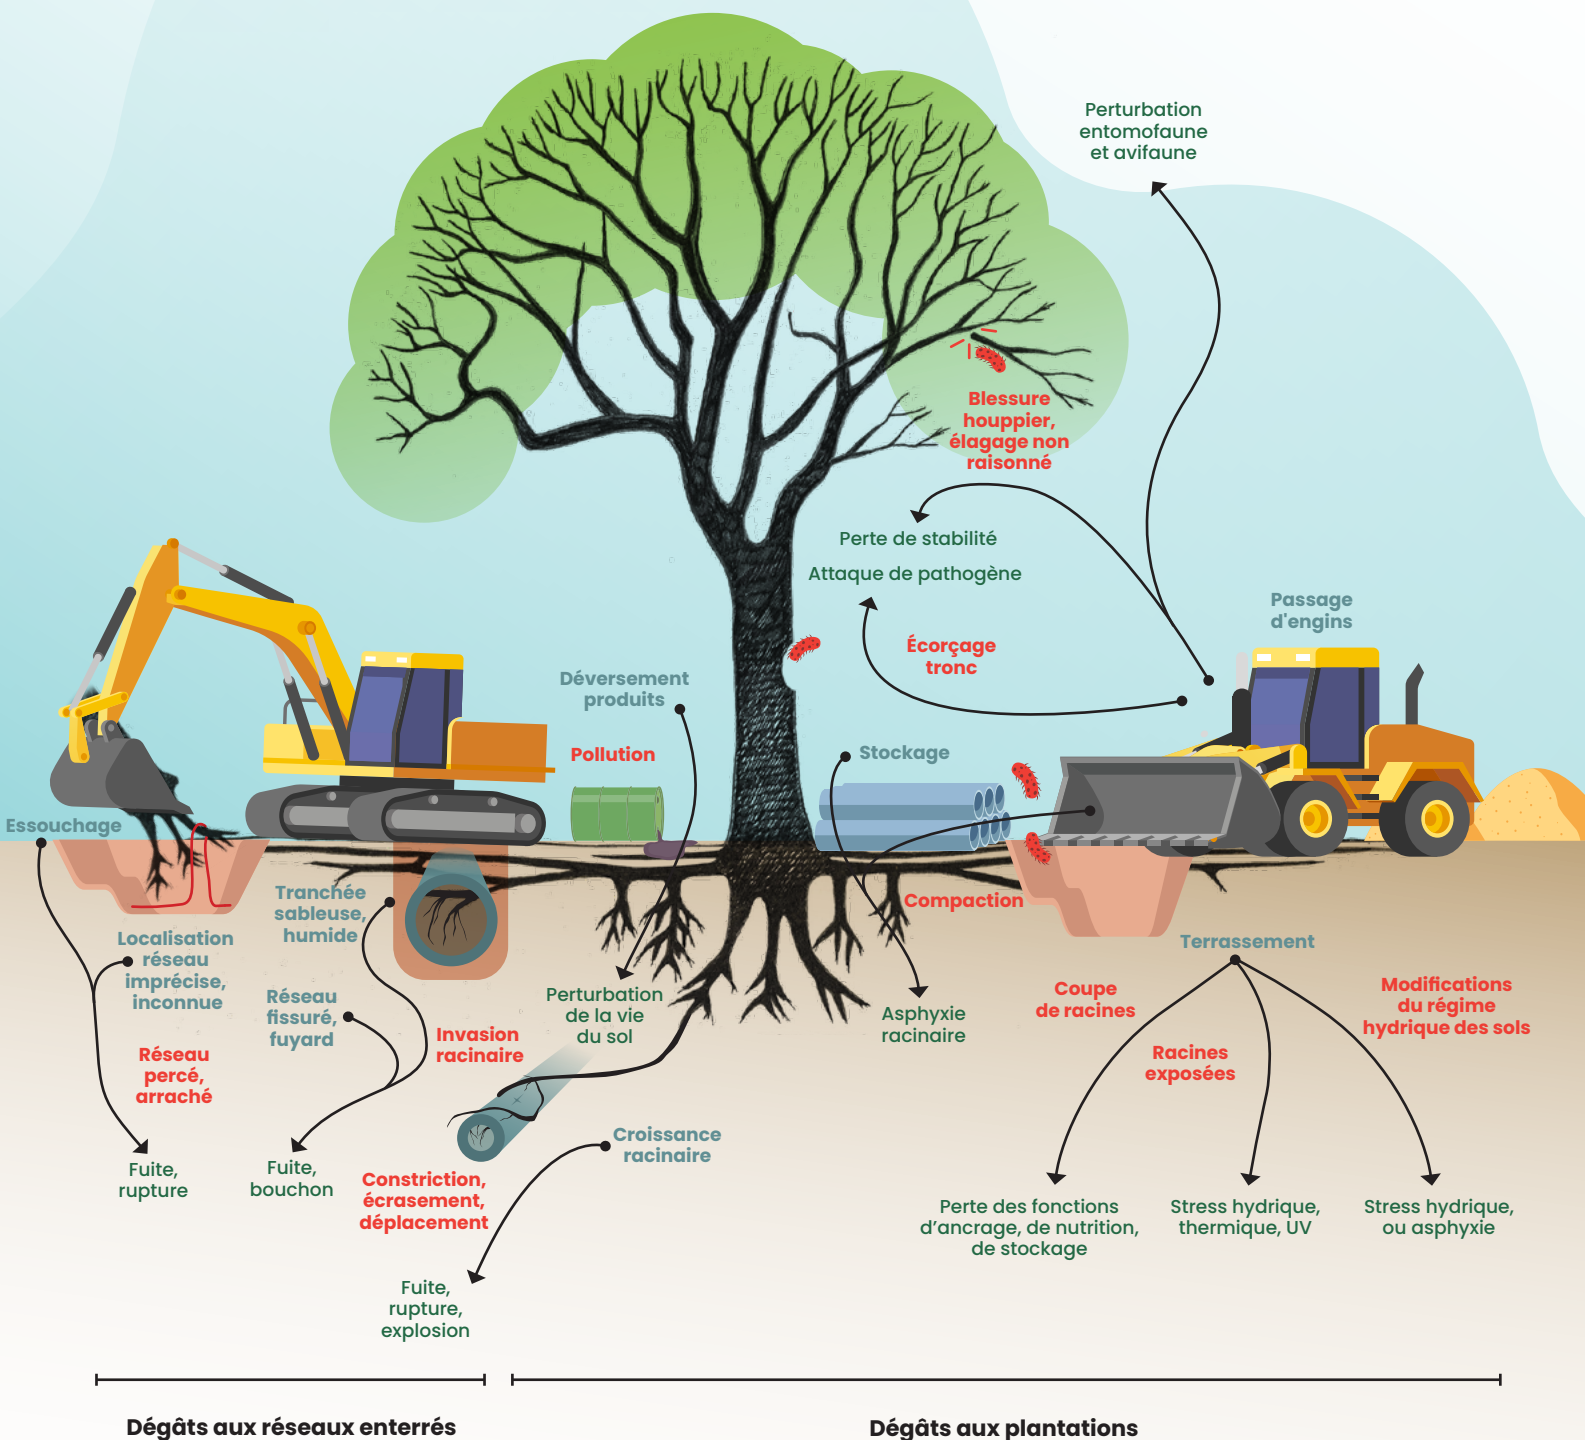 Perturbation
entomofaune
et avifaune
Blessure
houppier,
élagage non
raisonné
Perte de stabilité
Attaque de pathogène
Écorçage
tronc
Passage
d'engins
Déversement
produits
Pollution
Stockage
Essouchage
Tranchée
sableuse,
humide
Localisation
réseau
imprécise,
inconnue
Réseau
fissuré,
fuyard
Réseau
percé,
arraché
Invasion
racinaire
Perturbation
de la vie
du sol
Compaction
Asphyxie
racinaire
Terrassement
Coupe
de racines
Racines
exposées
Modifications
du régime
hydrique des sols
Fuite,
rupture
Fuite,
bouchon
Constriction,
écrasement,
déplacement
Croissance
racinaire
Fuite,
rupture,
explosion
Perte des fonctions
d’ancrage, de nutrition,
de stockage
Stress hydrique,
thermique, UV
Stress hydrique,
ou asphyxie
Dégâts aux réseaux enterrés
Dégâts aux plantations